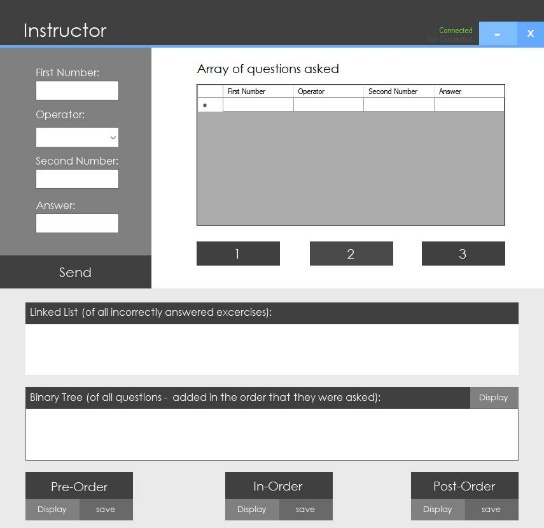 Instructor
Connected
– X
First Number:
Operator:
Second Number:
Answer:
Send
Array of questions asked
First Number Operator Second Number Answer
*
1 2 3
Linked List (of all incorrectly answered excercises):
Binary Tree (of all questions - added in the order that they were asked):
Display
Pre-Order
Display save
In-Order
Display save
Post-Order
Display save